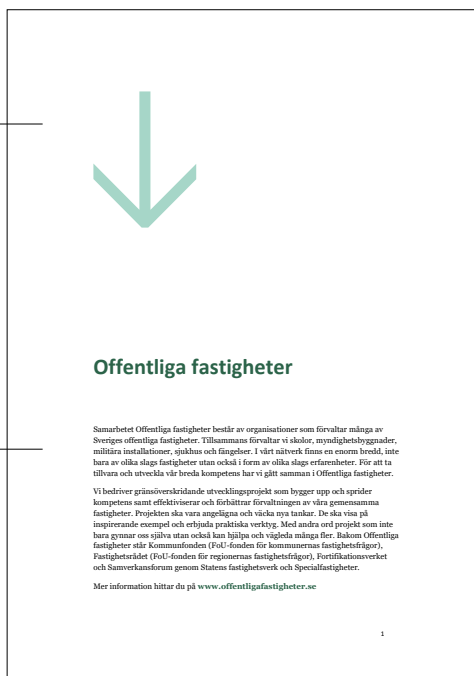 Offentliga fastigheter
Samarbetet Offentliga fastigheter består av organisationer som förvaltar många av
Sveriges offentliga fastigheter. Tillsammans förvaltar vi skolor, myndighetsbyggnader,
militära installationer, sjukhus och fängelser. I vårt nätverk finns en enorm bredd, inte
bara av olika slags fastigheter utan också i form av olika slags erfarenheter. För att ta
tillvara och utveckla vår breda kompetens har vi gått samman i Offentliga fastigheter.
Vi bedriver gränsöverskridande utvecklingsprojekt som bygger upp och sprider
kompetens samt effektiviserar och förbättrar förvaltningen av våra gemensamma
fastigheter. Projekten ska vara angelägna och väcka nya tankar. De ska visa på
inspirerande exempel och erbjuda praktiska verktyg. Med andra ord projekt som inte
bara gynnar oss själva utan också kan hjälpa och vägleda många fler. Bakom Offentliga
fastigheter står Kommunfonden (FoU-fonden för kommunernas fastighetsfrågor),
Fastighetsrådet (FoU-fonden för regionernas fastighetsfrågor), Fortifikationsverket
och Samverkansforum genom Statens fastighetsverk och Specialfastigheter.
Mer information hittar du på www.offentligafastigheter.se
1